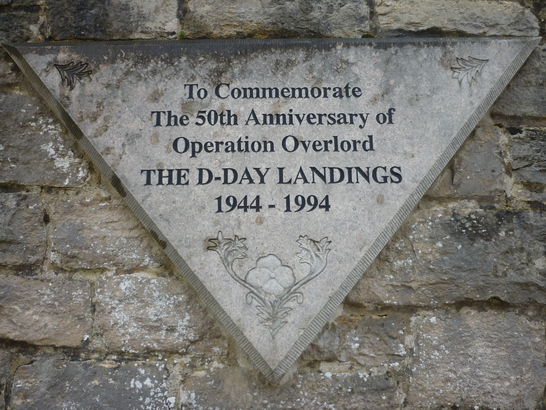 To Commemorate
The 50th Anniversary of
Operation Overlord
THE D-DAY LANDINGS
1944 - 1994